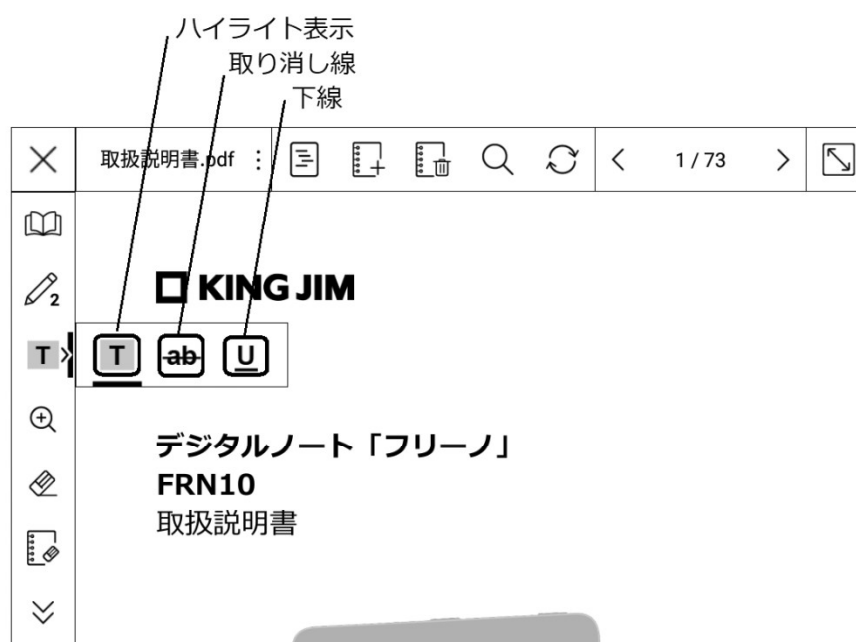 ハイライト表示
取り消し線
下線
取扱説明書.pdf
1 / 73
2
KING JIM
T
T
ab
U
デジタルノート「フリーノ」
FRN10
取扱説明書